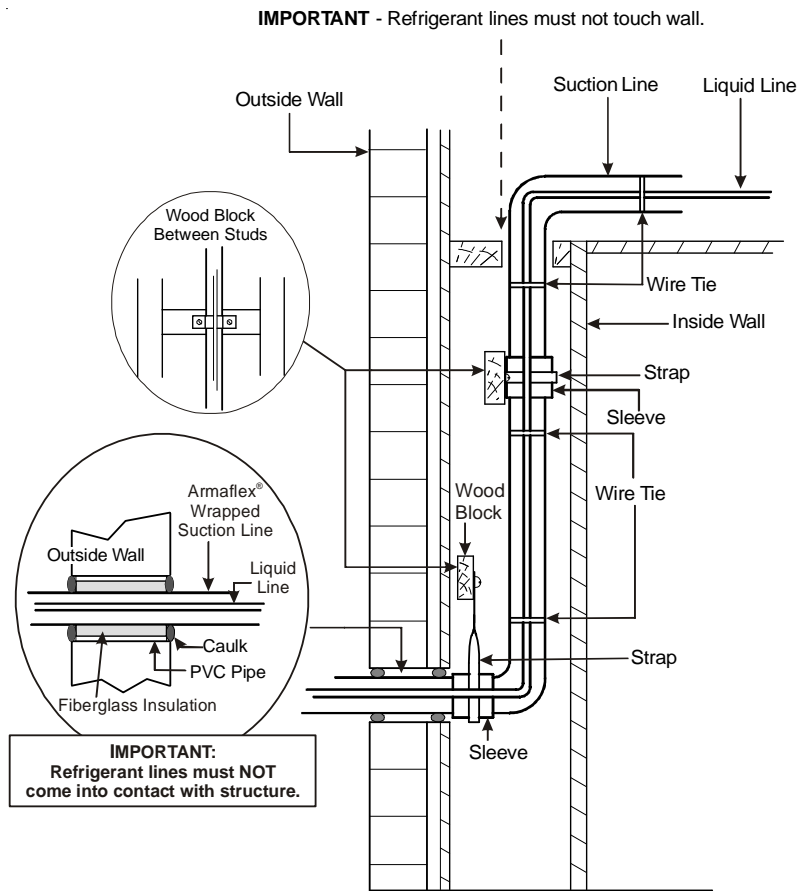 IMPORTANT - Refrigerant lines must not touch wall.
Suction Line
Liquid Line
Outside Wall
Wood Block
Between Studs
Wire Tie
Inside Wall
Strap
Sleeve
Wood
Block
Wire Tie
Armaflex®
Wrapped
Suction Line
Outside Wall
Liquid
Line
Caulk
PVC Pipe
Fiberglass Insulation
Strap
Sleeve
IMPORTANT:
Refrigerant lines must NOT
come into contact with structure.